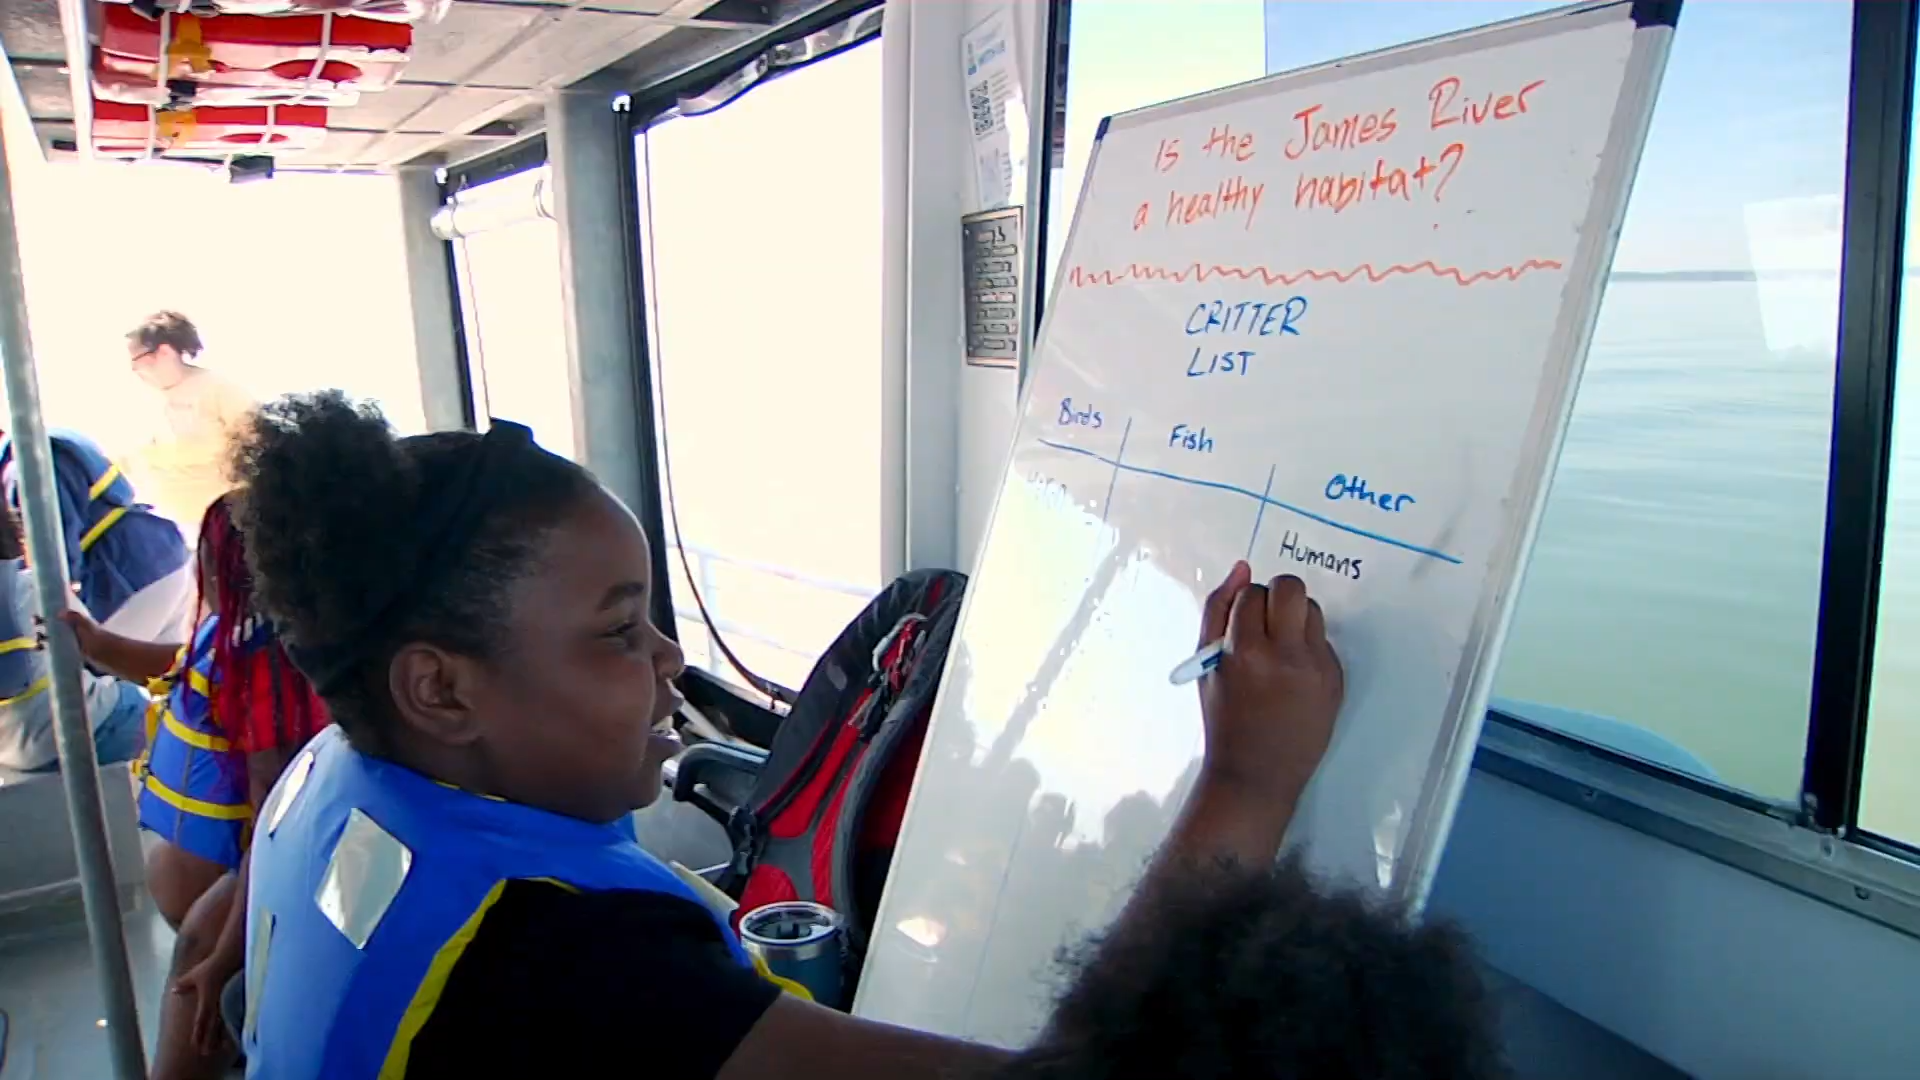 Is the James River
a healthy habitat?
CRITTER
LIST
Birds Fish Other
Humans